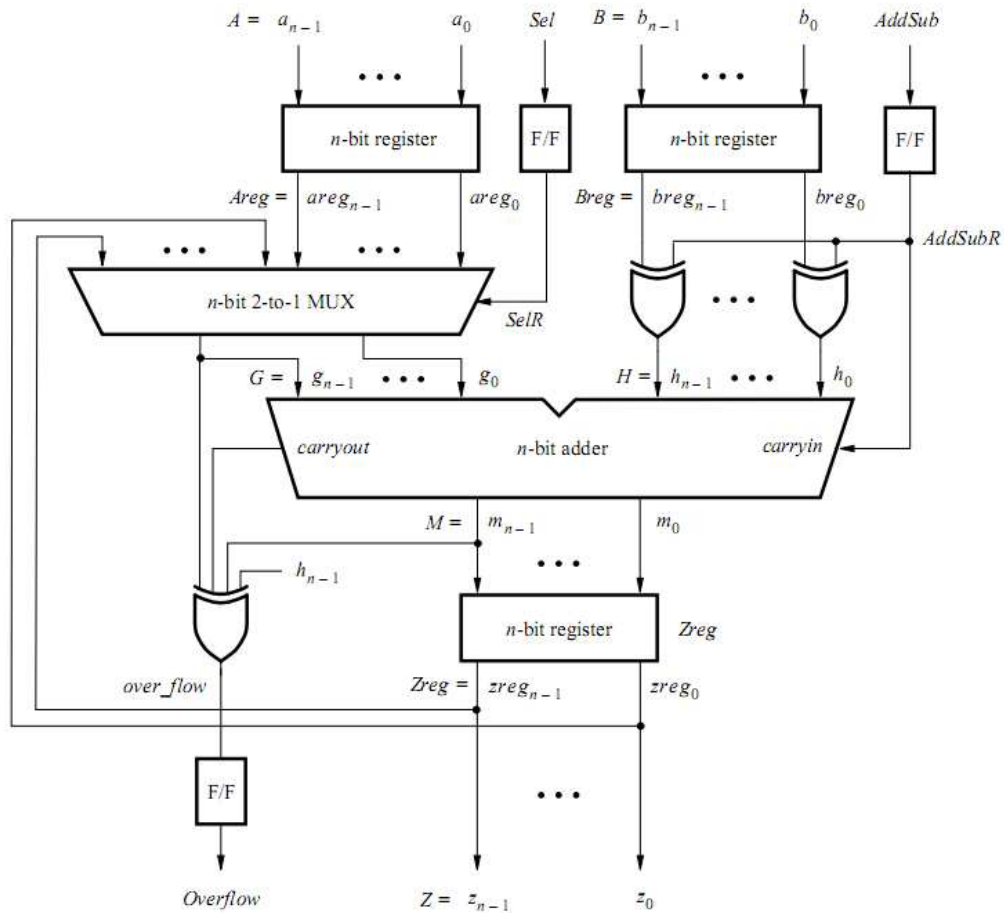 A = a_{n-1} a_0 Sel B = b_{n-1} b_0 AddSub
n-bit register F/F n-bit register F/F
Areg = areg_{n-1} areg_0 Breg = breg_{n-1} breg_0
AddSubR
n-bit 2-to-1 MUX
SelR
G = g_{n-1} g_0 H = h_{n-1} h_0
carryout n-bit adder carryin
M = m_{n-1} m_0
h_{n-1}
n-bit register Zreg
over_flow Zreg = zreg_{n-1} zreg_0
F/F
Overflow Z = z_{n-1} z_0